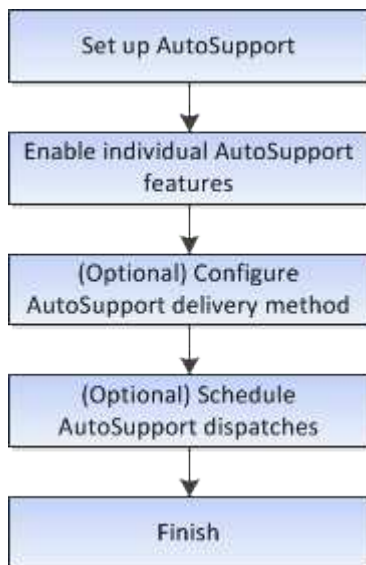 Set up AutoSupport
Enable individual AutoSupport
features
(Optional) Configure
AutoSupport delivery method
(Optional) Schedule
AutoSupport dispatches
Finish